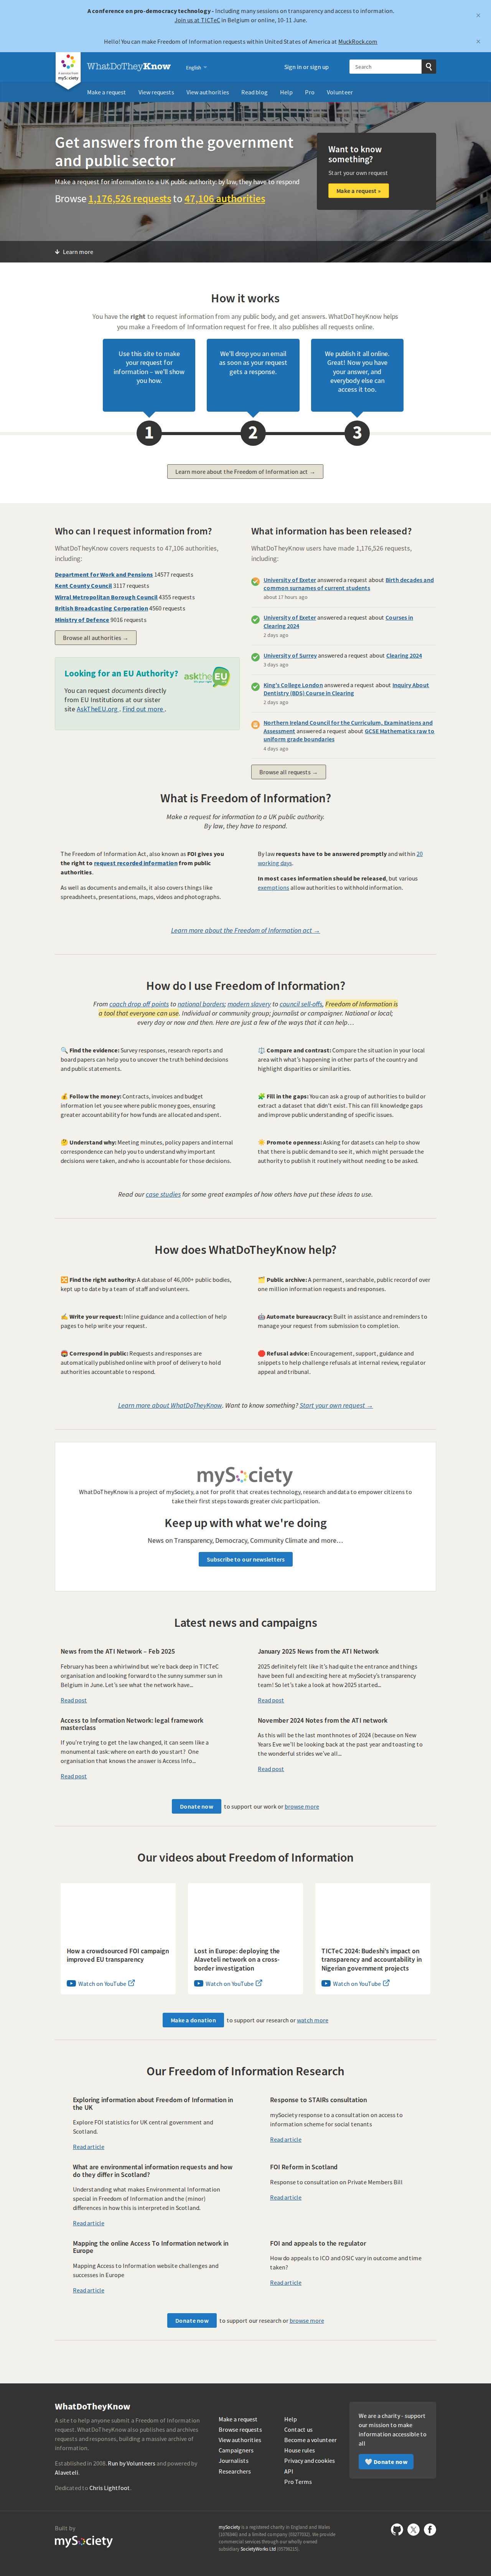 A conference on pro-democracy technology - Including many sessions on transparency and access to information.
Join us at TICTeC in Belgium or online, 10-11 June.
×
Hello! You can make Freedom of Information requests within United States of America at MuckRock.com
×
a service from mySociety
WhatDoTheyKnow
English
Sign in or sign up
Search
Make a request
View requests
View authorities
Read blog
Help
Pro
Volunteer
Get answers from the government
and public sector
Make a request for information to a UK public authority: by law, they have to respond
Browse 1,176,526 requests to 47,106 authorities
Want to know
something?
Start your own request
Make a request »
Learn more
How it works
You have the right to request information from any public body, and get answers. WhatDoTheyKnow helps
you make a Freedom of Information request for free. It also publishes all requests online.
Use this site to make
your request for
information – we'll show
you how.
We'll drop you an email
as soon as your request
gets a response.
We publish it all online.
Great! Now you have
your answer, and
everybody else can
access it too.
1
2
3
Learn more about the Freedom of Information act →
Who can I request information from?
WhatDoTheyKnow covers requests to 47,106 authorities,
including:
Department for Work and Pensions 14577 requests
Kent County Council 3117 requests
Wirral Metropolitan Borough Council 4355 requests
British Broadcasting Corporation 4560 requests
Ministry of Defence 9016 requests
Browse all authorities →
Looking for an EU Authority?
You can request documents directly
from EU Institutions at our sister
site AskTheEU.org . Find out more .
asktheEU
What information has been released?
WhatDoTheyKnow users have made 1,176,526 requests,
including:
University of Exeter answered a request about Birth decades and
common surnames of current students
about 17 hours ago
University of Exeter answered a request about Courses in
Clearing 2024
2 days ago
University of Surrey answered a request about Clearing 2024
3 days ago
King's College London answered a request about Inquiry About
Dentistry (BDS) Course in Clearing
2 days ago
Northern Ireland Council for the Curriculum, Examinations and
Assessment answered a request about GCSE Mathematics raw to
uniform grade boundaries
4 days ago
Browse all requests →
What is Freedom of Information?
Make a request for information to a UK public authority.
By law, they have to respond.
The Freedom of Information Act, also known as FOI gives you
the right to request recorded information from public
authorities.
As well as documents and emails, it also covers things like
spreadsheets, presentations, maps, videos and photographs.
By law requests have to be answered promptly and within 20
working days.
In most cases information should be released, but various
exemptions allow authorities to withhold information.
Learn more about the Freedom of Information act →
How do I use Freedom of Information?
From coach drop off points to national borders; modern slavery to council sell-offs, Freedom of Information is
a tool that everyone can use. Individual or community group; journalist or campaigner. National or local;
every day or now and then. Here are just a few of the ways that it can help…
Find the evidence: Survey responses, research reports and
board papers can help you to uncover the truth behind decisions
and public statements.
Compare and contrast: Compare the situation in your local
area with what's happening in other parts of the country and
highlight disparities or similarities.
Follow the money: Contracts, invoices and budget
information let you see where public money goes, ensuring
greater accountability for how funds are allocated and spent.
Fill in the gaps: You can ask a group of authorities to build or
extract a dataset that didn't exist. This can fill knowledge gaps
and improve public understanding of specific issues.
Understand why: Meeting minutes, policy papers and internal
correspondence can help you to understand why important
decisions were taken, and who is accountable for those decisions.
Promote openness: Asking for datasets can help to show
that there is public demand to see it, which might persuade the
authority to publish it routinely without needing to be asked.
Read our case studies for some great examples of how others have put these ideas to use.
How does WhatDoTheyKnow help?
Find the right authority: A database of 46,000+ public bodies,
kept up to date by a team of staff and volunteers.
Public archive: A permanent, searchable, public record of over
one million information requests and responses.
Write your request: Inline guidance and a collection of help
pages to help write your request.
Automate bureaucracy: Built in assistance and reminders to
manage your request from submission to completion.
Correspond in public: Requests and responses are
automatically published online with proof of delivery to hold
authorities accountable to respond.
Refusal advice: Encouragement, support, guidance and
snippets to help challenge refusals at internal review, regulator
appeal and tribunal.
Learn more about WhatDoTheyKnow. Want to know something? Start your own request →
mySociety
WhatDoTheyKnow is a project of mySociety, a not for profit that creates technology, research and data to empower citizens to
take their first steps towards greater civic participation.
Keep up with what we're doing
News on Transparency, Democracy, Community Climate and more…
Subscribe to our newsletters
Latest news and campaigns
News from the ATI Network – Feb 2025
February has been a whirlwind but we're back deep in TICTeC
organisation and looking forward to the sunny summer sun in
Belgium in June. Let's see what the network have...
Read post
January 2025 News from the ATI Network
2025 definitely felt like it's had quite the entrance and things
have been full and exciting here at mySociety's transparency
team! So let's take a look at how 2025 started...
Read post
Access to Information Network: legal framework
masterclass
If you're trying to get the law changed, it can seem like a
monumental task: where on earth do you start? One
organisation that knows the answer is Access Info...
Read post
November 2024 Notes from the ATI network
As this will be the last monthnotes of 2024 (because on New
Years Eve we'll be looking back at the past year and toasting to
the wonderful strides we've all...
Read post
Donate now to support our work or browse more
Our videos about Freedom of Information
How a crowdsourced FOI campaign
improved EU transparency
Watch on YouTube
Lost in Europe: deploying the
Alaveteli network on a cross-
border investigation
Watch on YouTube
TICTeC 2024: Budeshi's impact on
transparency and accountability in
Nigerian government projects
Watch on YouTube
Make a donation to support our research or watch more
Our Freedom of Information Research
Exploring information about Freedom of Information in
the UK
Explore FOI statistics for UK central government and
Scotland.
Read article
Response to STAIRs consultation
mySociety response to a consultation on access to
information scheme for social tenants
Read article
What are environmental information requests and how
do they differ in Scotland?
Understanding what makes Environmental Information
special in Freedom of Information and the (minor)
differences in how this is interpreted in Scotland.
Read article
FOI Reform in Scotland
Response to consultation on Private Members Bill
Read article
Mapping the online Access To Information network in
Europe
Mapping Access to Information website challenges and
successes in Europe
Read article
FOI and appeals to the regulator
How do appeals to ICO and OSIC vary in outcome and time
taken?
Read article
Donate now to support our research or browse more
WhatDoTheyKnow
A site to help anyone submit a Freedom of Information
request. WhatDoTheyKnow also publishes and archives
requests and responses, building a massive archive of
information.
Established in 2008. Run by Volunteers and powered by
Alaveteli.
Dedicated to Chris Lightfoot.
Make a request
Browse requests
View authorities
Campaigners
Journalists
Researchers
Help
Contact us
Become a volunteer
House rules
Privacy and cookies
API
Pro Terms
We are a charity - support
our mission to make
information accessible to
all
Donate now
Built by
mySociety
mySociety is a registered charity in England and Wales
(1076346) and a limited company (03277032). We provide
commercial services through our wholly owned
subsidiary SocietyWorks Ltd (05798215).